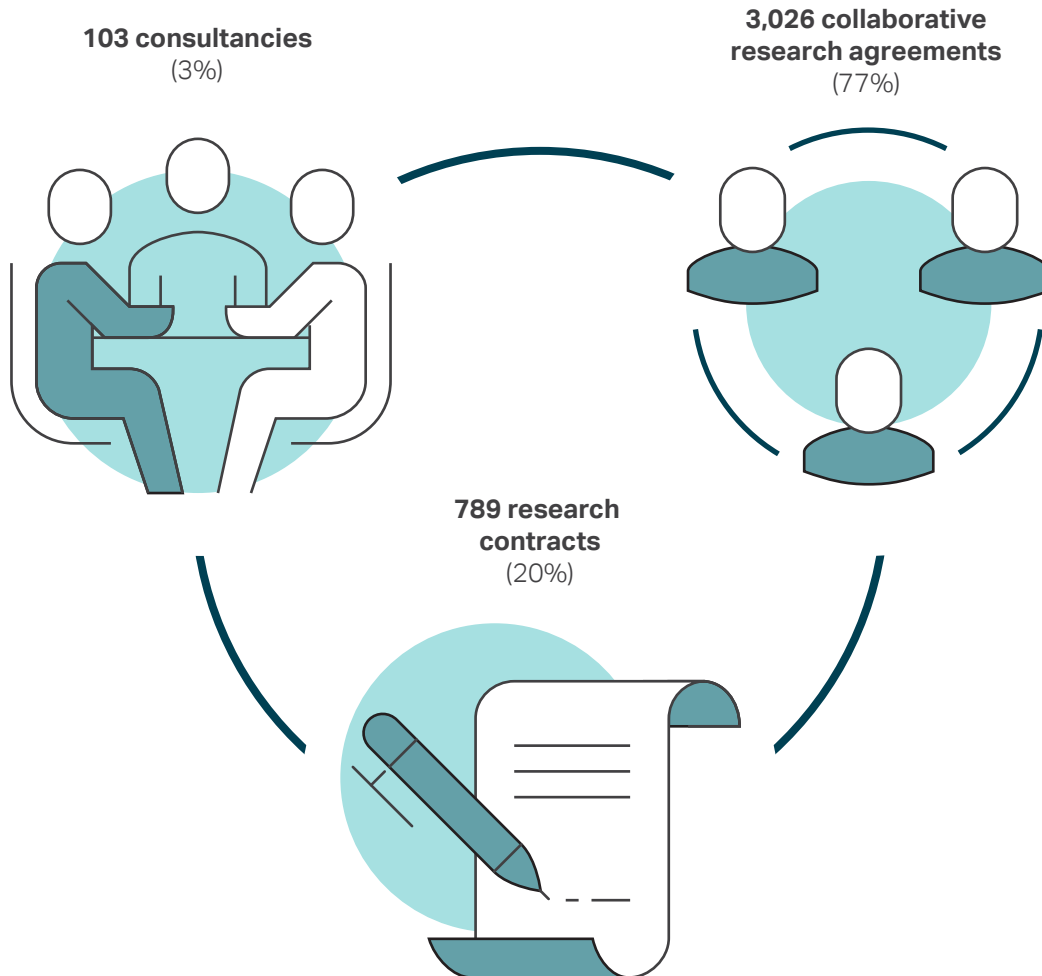 103 consultancies
(3%)
3,026 collaborative
research agreements
(77%)
789 research
contracts
(20%)